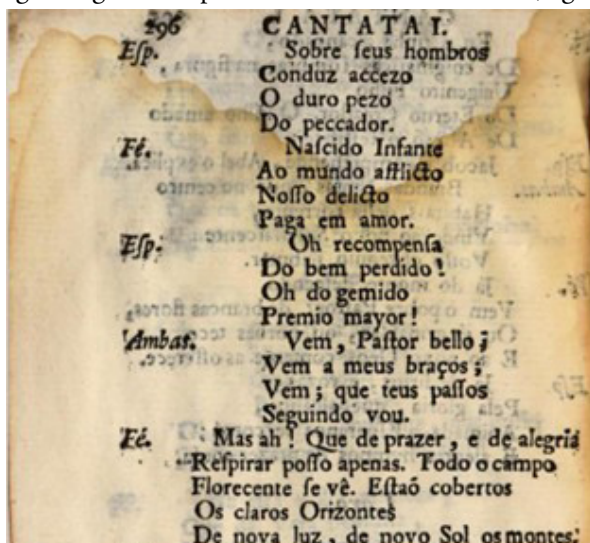 296 CANTATA I.
Eſp. Sobre ſeus hombros
Conduz accezo
O duro pezo
Do peccador.
Fé. Naſcido Infante
Ao mundo afflicto
Noſſo delicto
Paga em amor.
Eſp. Oh recompenſa
Do bem perdido!
Oh do gemido
Premio mayor!
Ambas. Vem, Paſtor bello;
Vem a meus braços;
Vem; que teus paſſos
Seguindo vou.
Fé. Mas ah! Que de prazer, e de alegria
Reſpirar poſſo apenas. Todo o campo
Florecente ſe vê. Eſtaõ cobertos
Os claros Orizontes
De nova luz, de novo Sol os montes: